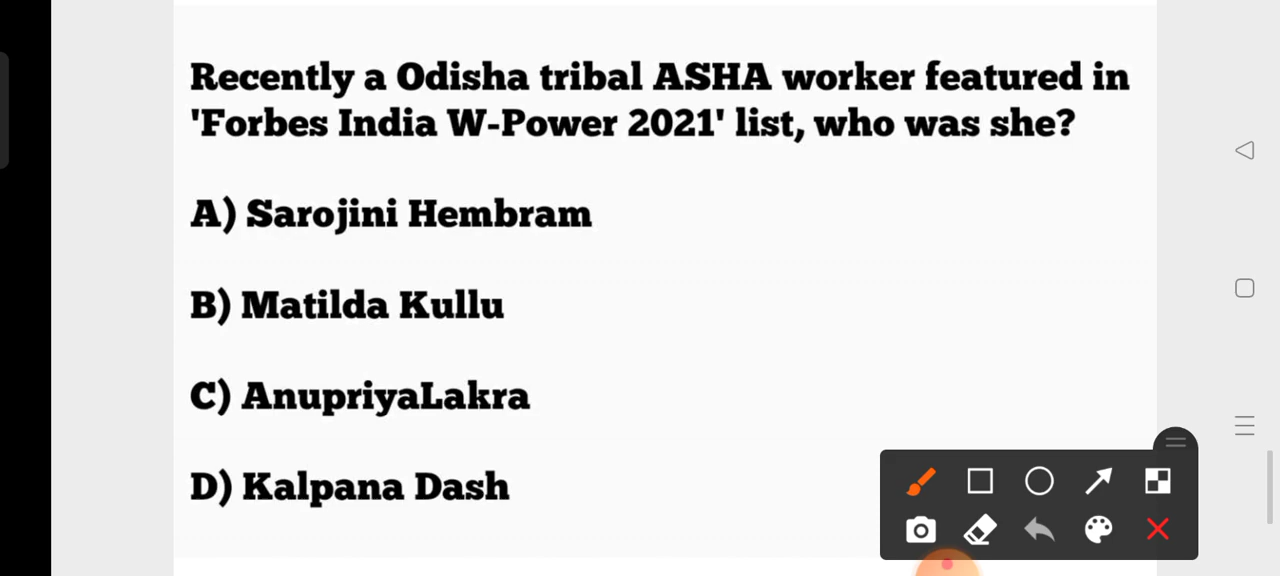 Recently a Odisha tribal ASHA worker featured in
'Forbes India W-Power 2021' list, who was she?
A) Sarojini Hembram
B) Matilda Kullu
C) AnupriyaLakra
D) Kalpana Dash